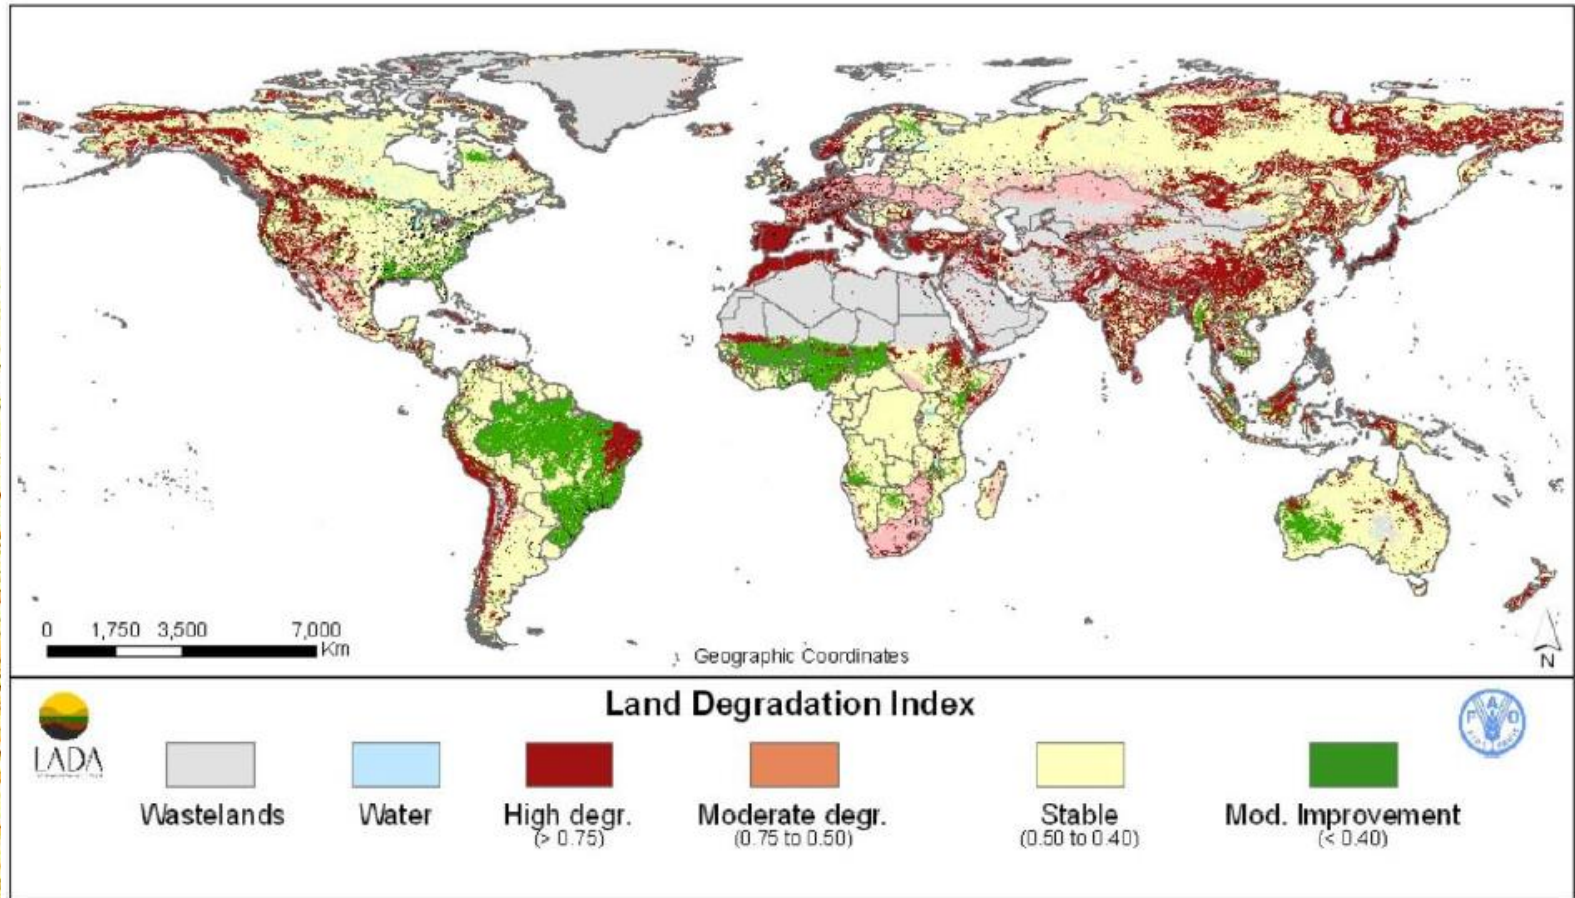 0 1,750 3,500 7,000
Km
Geographic Coordinates
N
Land Degradation Index
LADA
FAO
Wastelands
Water
High degr.
(> 0.75)
Moderate degr.
(0.75 to 0.50)
Stable
(0.50 to 0.40)
Mod. Improvement
(< 0.40)